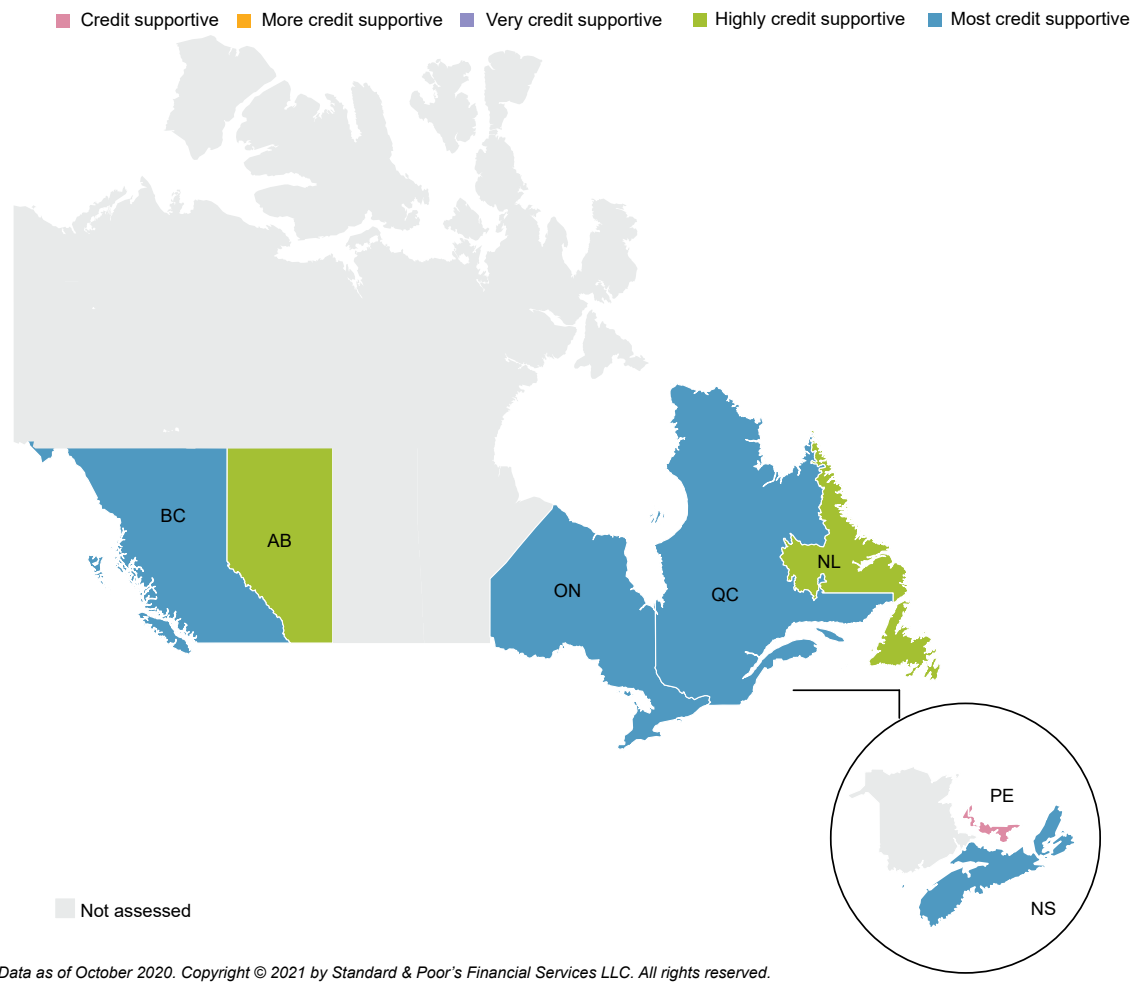 Credit supportive
More credit supportive
Very credit supportive
Highly credit supportive
Most credit supportive
BC
AB
ON
QC
NL
PE
NS
Not assessed
Data as of October 2020. Copyright © 2021 by Standard & Poor’s Financial Services LLC. All rights reserved.